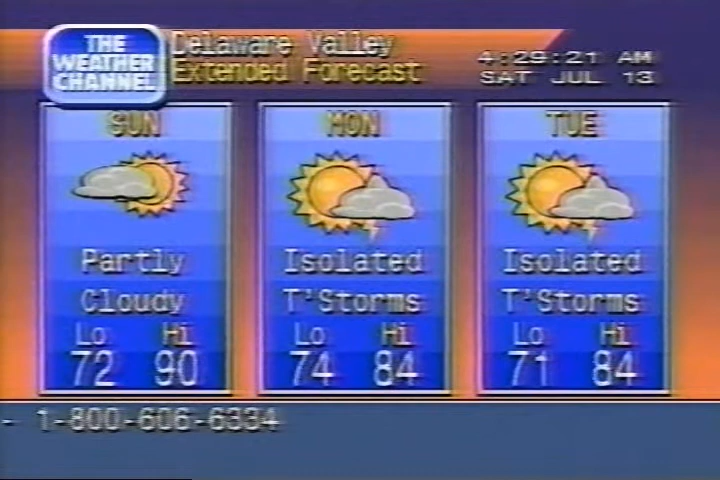 THE
WEATHER
CHANNEL
Delaware Valley
Extended Forecast
4:29:21 AM
SAT JUL 13
SUN
Partly
Cloudy
Lo Hi
72 90
MON
Isolated
T'Storms
Lo Hi
74 84
TUE
Isolated
T'Storms
Lo Hi
71 84
- 1-800-606-6334